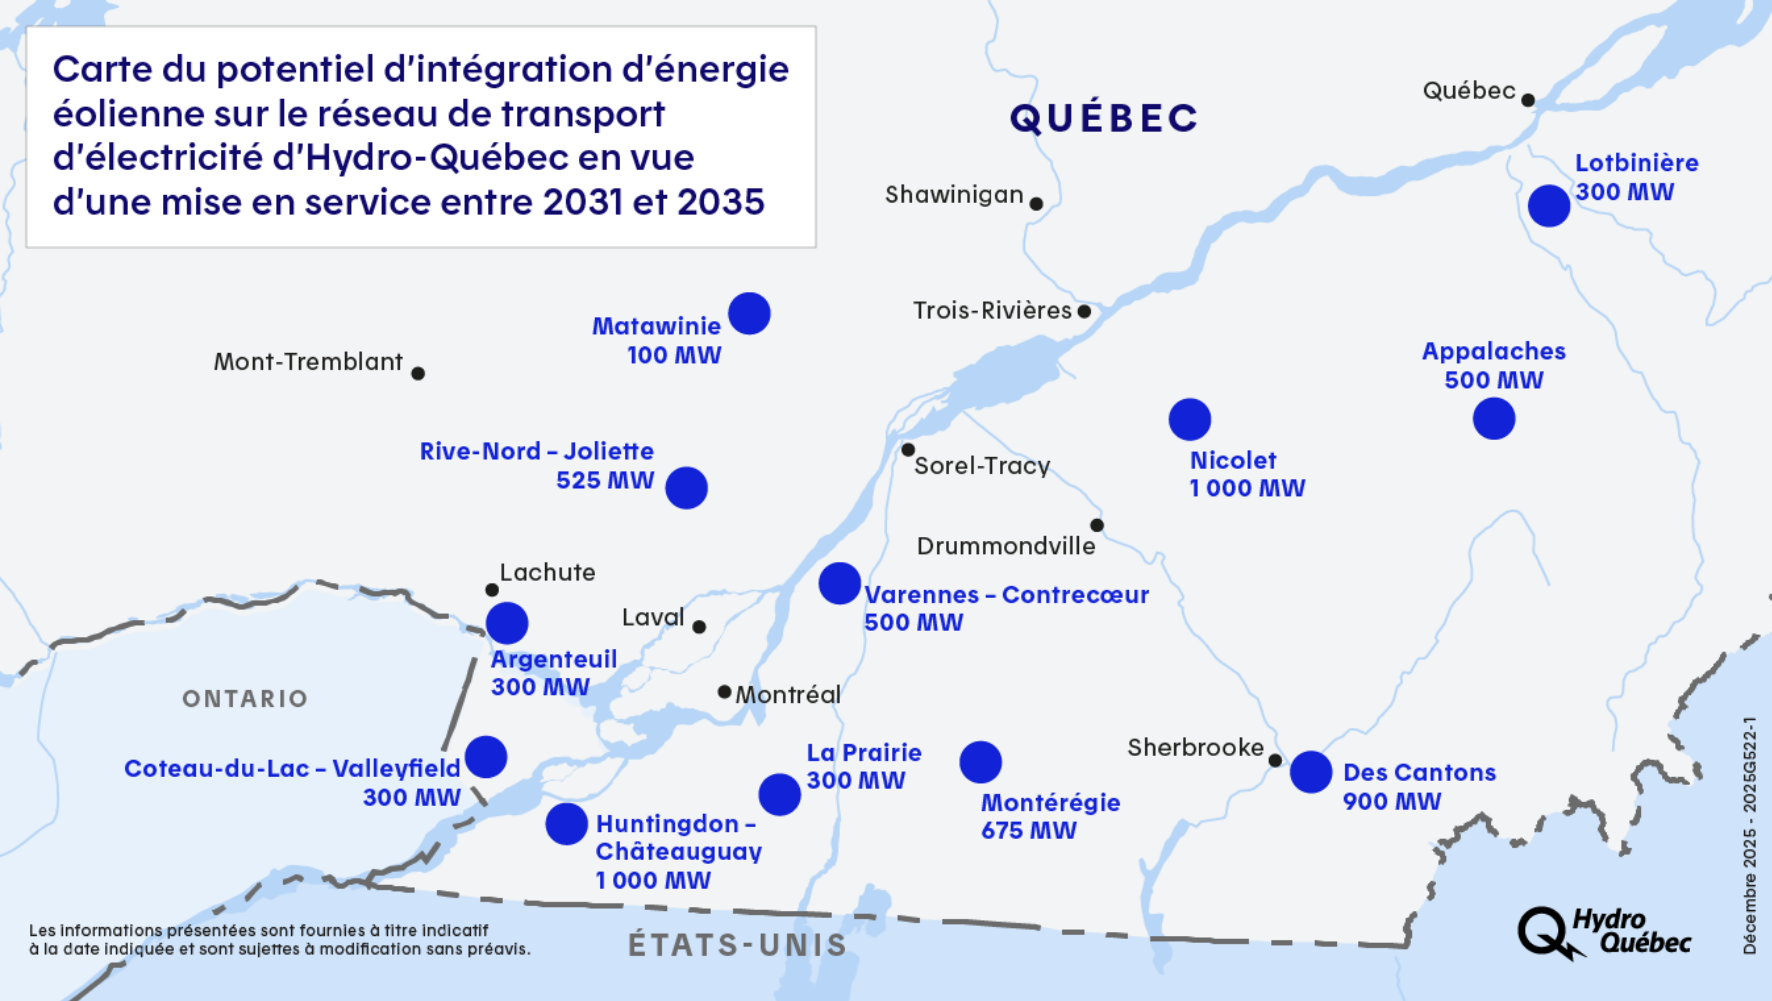 Carte du potentiel d'intégration d'énergie
éolienne sur le réseau de transport
d'électricité d'Hydro-Québec en vue
d'une mise en service entre 2031 et 2035
QUÉBEC
Québec
Lotbinière
300 MW
Shawinigan
Trois-Rivières
Matawinie
100 MW
Mont-Tremblant
Appalaches
500 MW
Rive-Nord – Joliette
525 MW
Sorel-Tracy
Nicolet
1 000 MW
Drummondville
Lachute
Laval
Varennes – Contrecœur
500 MW
Argenteuil
300 MW
ONTARIO
Montréal
Coteau-du-Lac – Valleyfield
300 MW
La Prairie
300 MW
Sherbrooke
Des Cantons
900 MW
Montérégie
675 MW
Huntingdon –
Châteauguay
1 000 MW
Les informations présentées sont fournies à titre indicatif
à la date indiquée et sont sujettes à modification sans préavis.
ÉTATS-UNIS
Hydro
Québec
Décembre 2025 - 2025G522-1